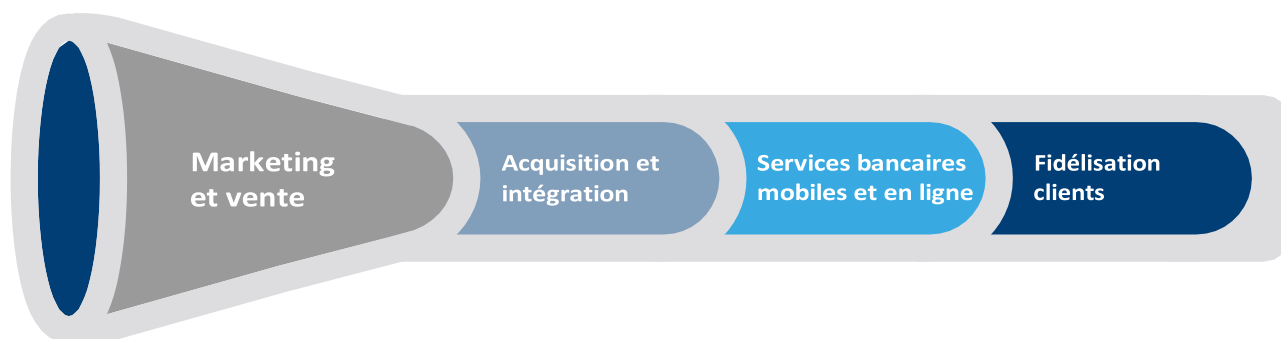 Marketing
et vente
Acquisition et
intégration
Services bancaires
mobiles et en ligne
Fidélisation
clients